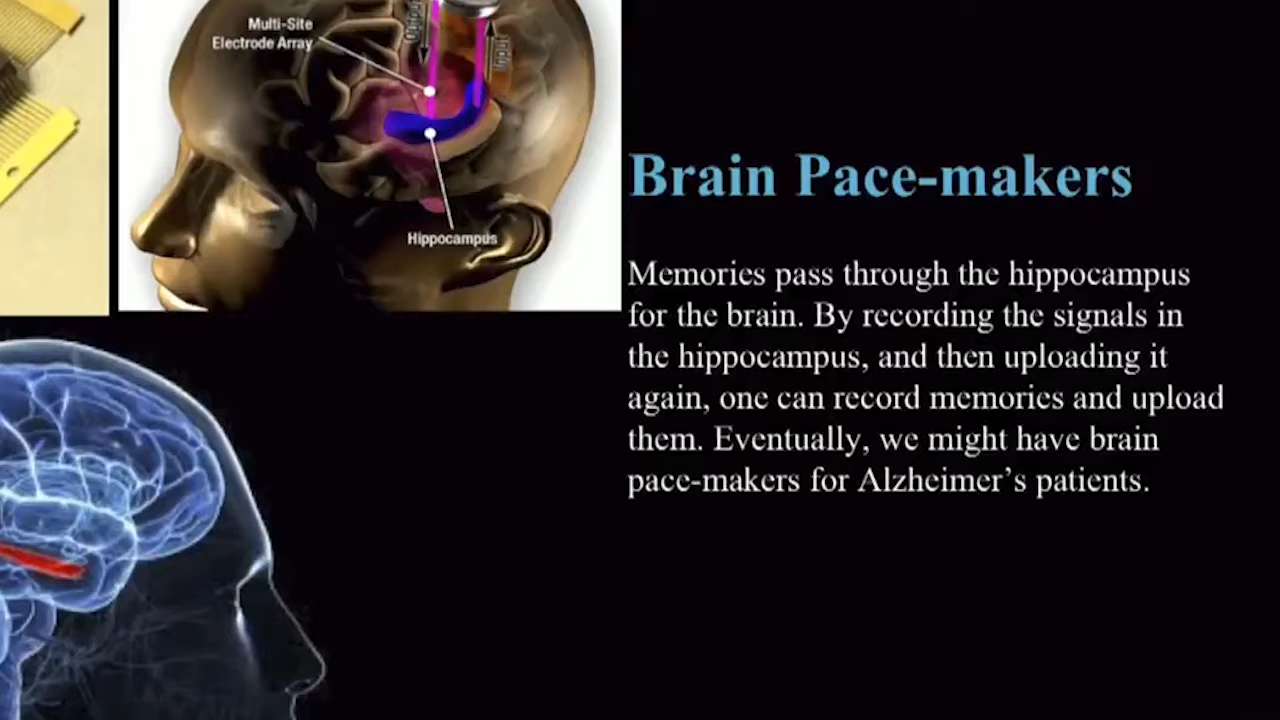 Multi-Site
Electrode Array
Output
Input
Hippocampus
Brain Pace-makers
Memories pass through the hippocampus
for the brain. By recording the signals in
the hippocampus, and then uploading it
again, one can record memories and upload
them. Eventually, we might have brain
pace-makers for Alzheimer’s patients.